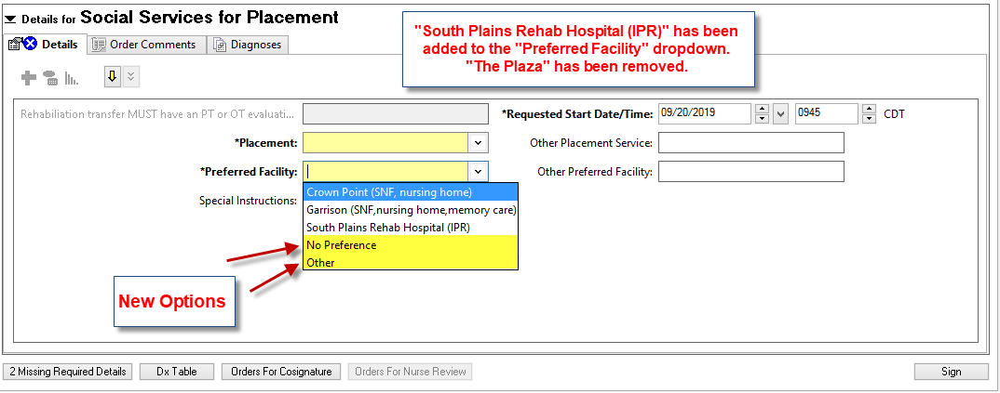 Details for Social Services for Placement
"South Plains Rehab Hospital (IPR)" has been
added to the "Preferred Facility" dropdown.
"The Plaza" has been removed.
Details
Order Comments
Diagnoses
Rehabiliation transfer MUST have an PT or OT evaluati...
*Requested Start Date/Time: 09/20/2019 0945 CDT
*Placement:
Other Placement Service:
*Preferred Facility:
Other Preferred Facility:
Special Instructions:
Crown Point (SNF, nursing home)
Garrison (SNF,nursing home,memory care)
South Plains Rehab Hospital (IPR)
No Preference
Other
New Options
2 Missing Required Details
Dx Table
Orders For Cosignature
Orders For Nurse Review
Sign